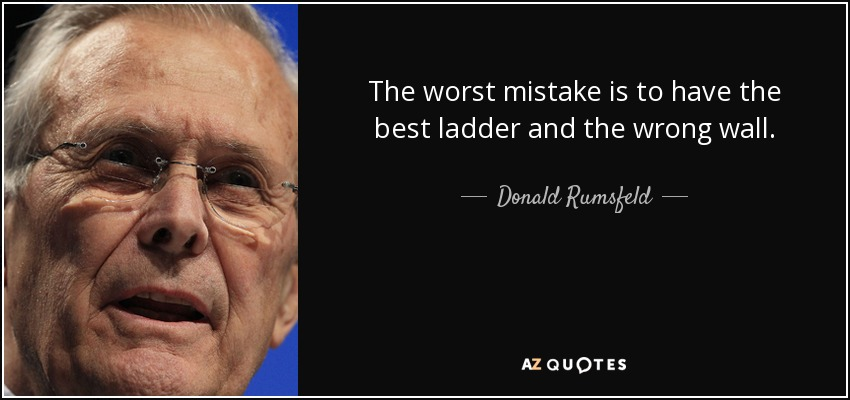 The worst mistake is to have the
best ladder and the wrong wall.
Donald Rumsfeld
AZ QUOTES